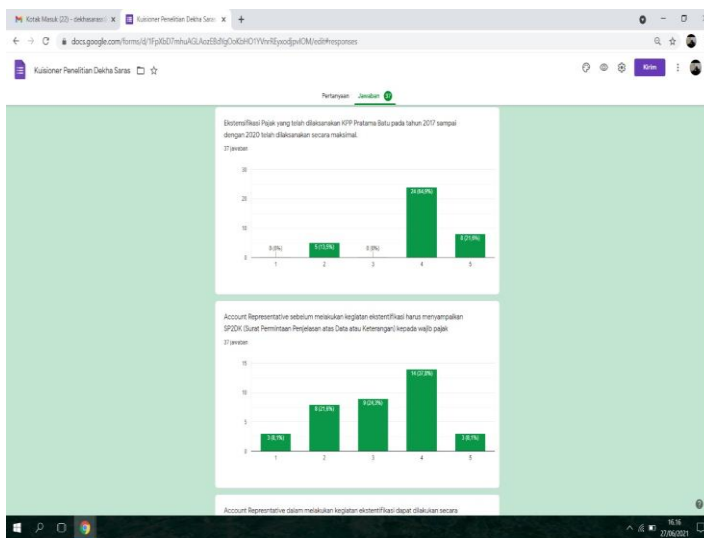 Kotak Masuk (22) - dekhasaras
Kuisioner Penelitian Dekha Saras
docs.google.com/forms/d/
/edit#responses
Kuisioner Penelitian Dekha Saras
Kirim
Pertanyaan Jawaban 37
Ekstensifikasi Pajak yang telah dilaksanakan KPP Pratama Batu pada tahun 2017 sampai
dengan 2020 telah dilaksanakan secara maksimal.
37 jawaban
30
20
10
0
0 (0%)
5 (13,5%)
0 (0%)
24 (64,9%)
8 (21,6%)
1 2 3 4 5
Account Representative sebelum melakukan kegiatan ekstentifikasi harus menyampaikan
SP2DK (Surat Permintaan Penjelasan atas Data atau Keterangan) kepada wajib pajak
37 jawaban
15
10
5
0
3 (8,1%)
8 (21,6%)
9 (24,3%)
14 (37,8%)
3 (8,1%)
1 2 3 4 5
Account Represntative dalam melakukan kegiatan ekstentifikasi dapat dilakukan secara
16.16
27/06/2021